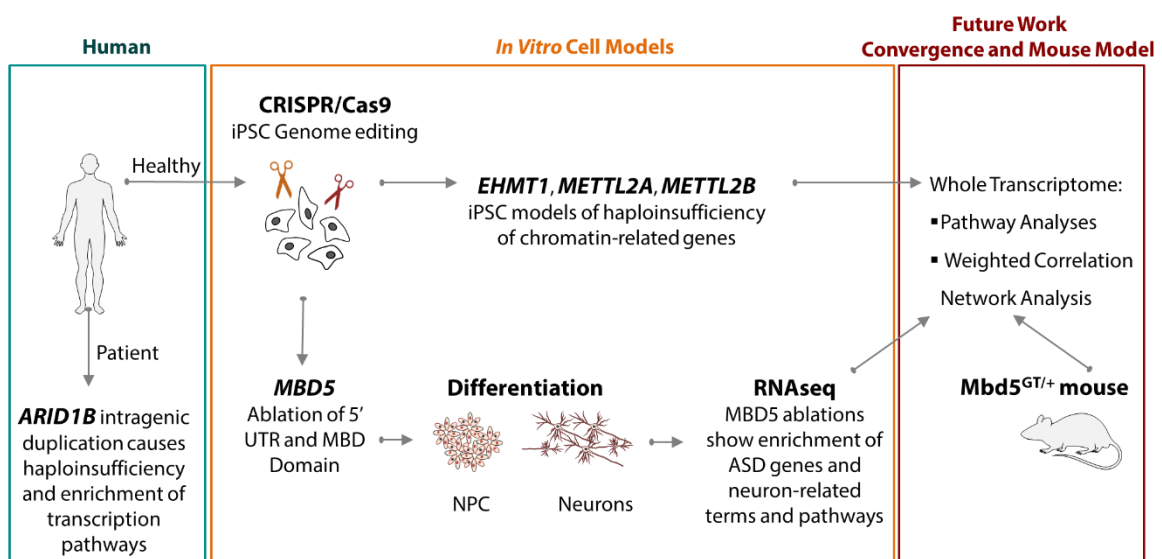 Human
In Vitro Cell Models
Future Work
Convergence and Mouse Model
Healthy
Patient
ARID1B intragenic
duplication causes
haploinsufficiency
and enrichment of
transcription
pathways
CRISPR/Cas9
iPSC Genome editing
EHMT1, METTL2A, METTL2B
iPSC models of haploinsufficiency
of chromatin-related genes
MBD5
Ablation of 5'
UTR and MBD
Domain
Differentiation
NPC
Neurons
RNAseq
MBD5 ablations
show enrichment of
ASD genes and
neuron-related
terms and pathways
Whole Transcriptome:
▪Pathway Analyses
▪ Weighted Correlation
Network Analysis
Mbd5GT/+ mouse